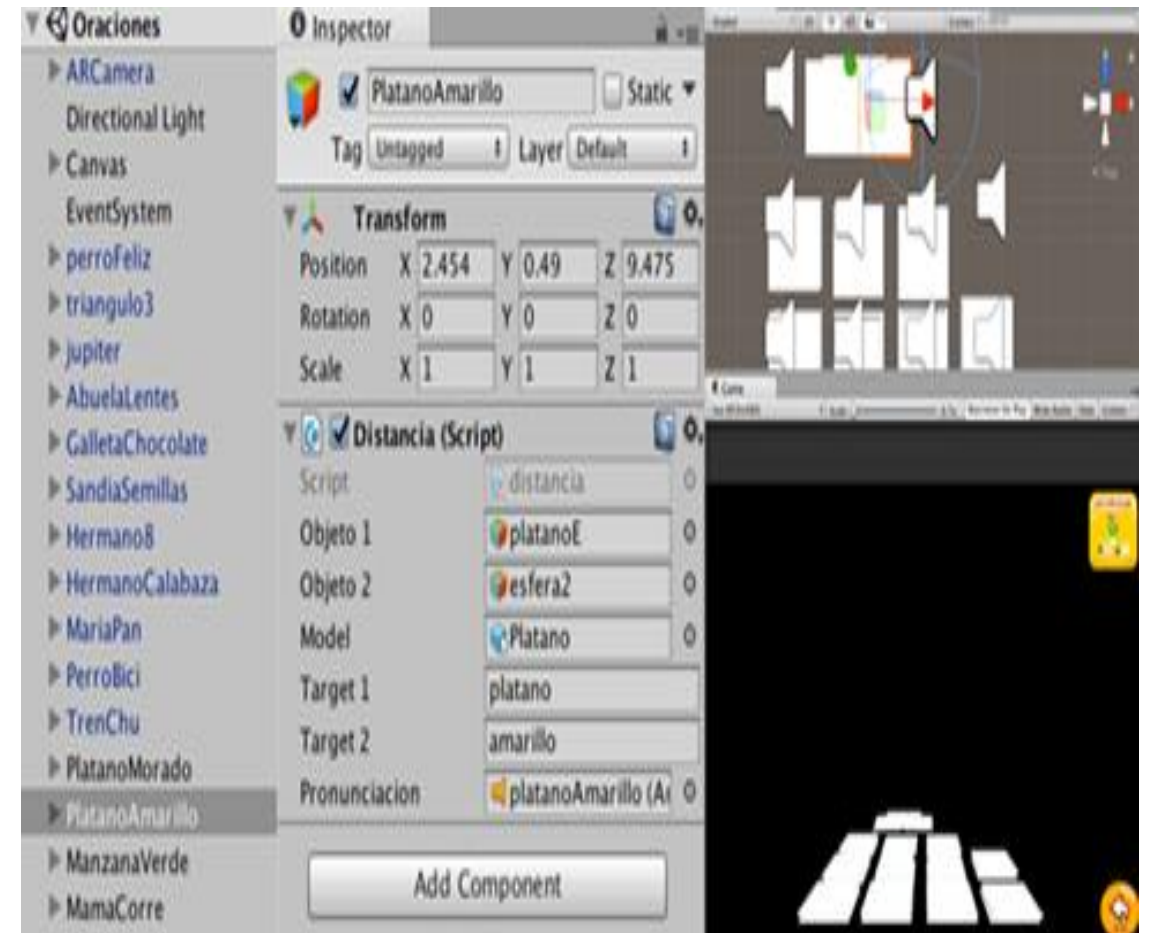 Oraciones
ARCamera
Directional Light
Canvas
EventSystem
perroFeliz
triangulo3
jupiter
AbuelaLentes
GalletaChocolate
SandiaSemillas
Hermano8
HermanoCalabaza
MariaPan
PerroBici
TrenChu
PlatanoMorado
PlatanoAmarillo
ManzanaVerde
MamaCorre
Inspector
PlatanoAmarillo Static
Tag Untagged Layer Default
Transform
Position X 2.454 Y 0.49 Z 9.475
Rotation X 0 Y 0 Z 0
Scale X 1 Y 1 Z 1
Distancia (Script)
Script distancia
Objeto 1 platanoE
Objeto 2 esfera2
Model Platano
Target 1 platano
Target 2 amarillo
Pronunciacion platanoAmarillo (Au
Add Component
Game